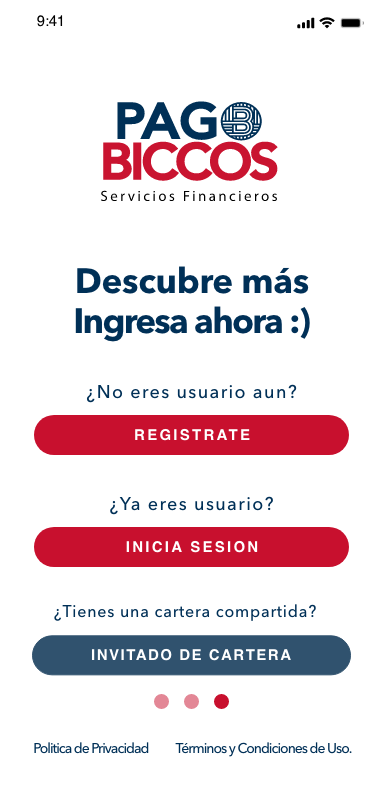 9:41
PAGO
BICCOS
Servicios Financieros
Descubre más
Ingresa ahora :)
¿No eres usuario aun?
REGISTRATE
¿Ya eres usuario?
INICIA SESION
¿Tienes una cartera compartida?
INVITADO DE CARTERA
Politica de Privacidad Términos y Condiciones de Uso.